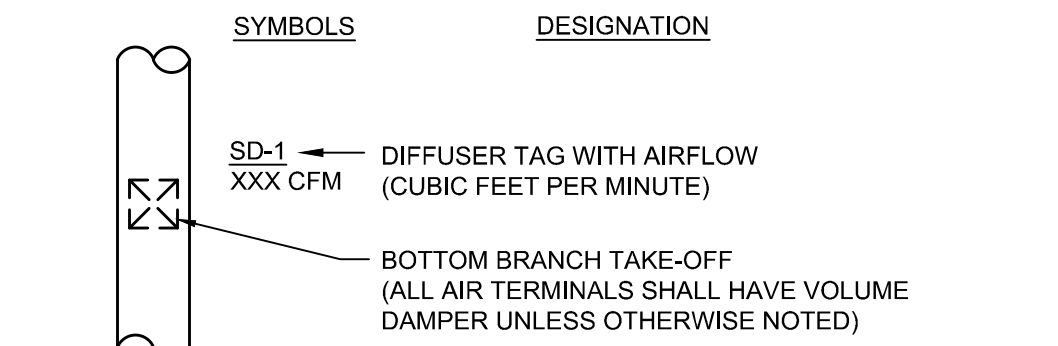 SYMBOLS
DESIGNATION
SD-1
XXX CFM
DIFFUSER TAG WITH AIRFLOW
(CUBIC FEET PER MINUTE)
BOTTOM BRANCH TAKE-OFF
(ALL AIR TERMINALS SHALL HAVE VOLUME
DAMPER UNLESS OTHERWISE NOTED)